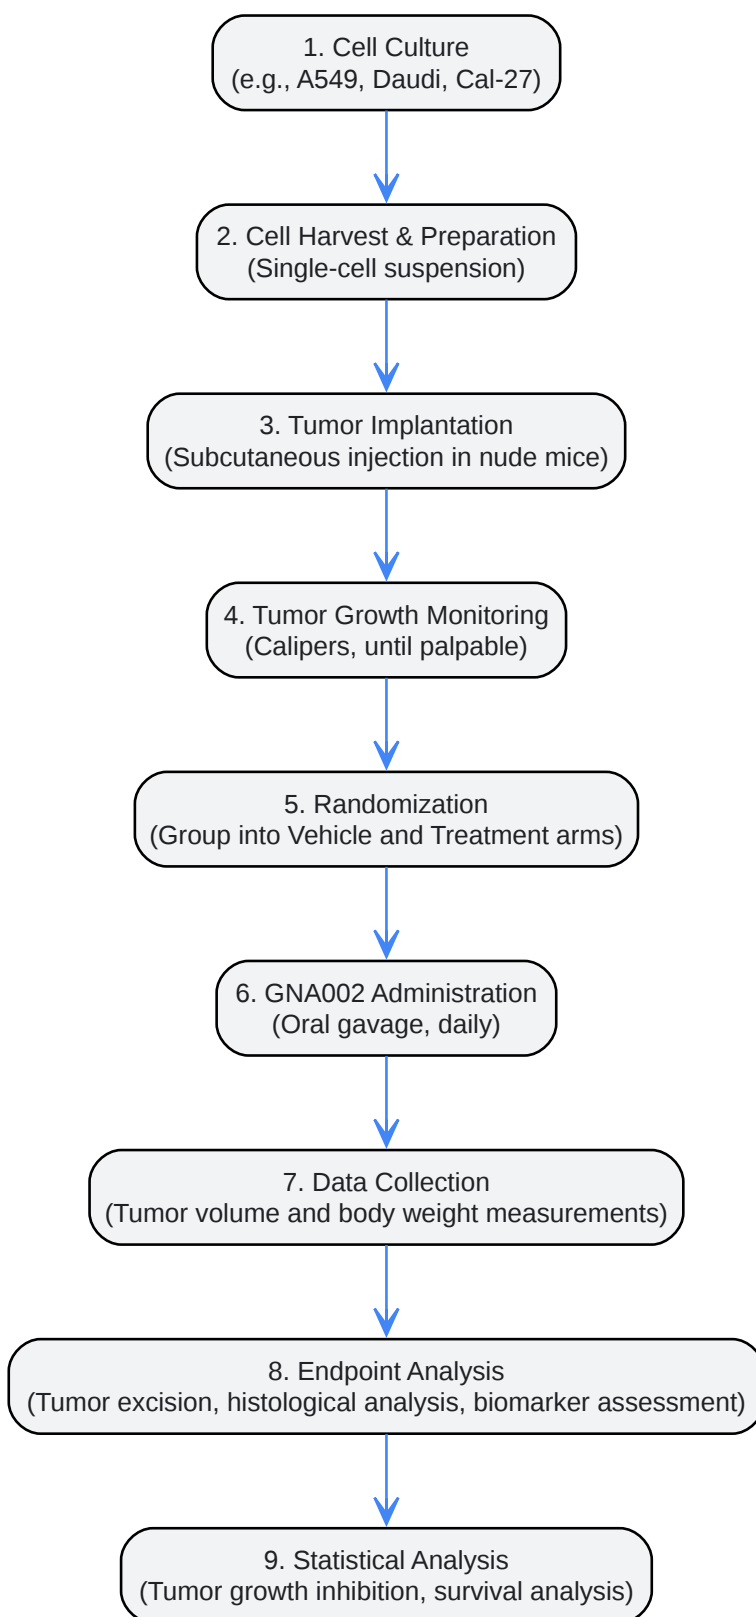 1. Cell Culture
(e.g., A549, Daudi, Cal-27)
2. Cell Harvest & Preparation
(Single-cell suspension)
3. Tumor Implantation
(Subcutaneous injection in nude mice)
4. Tumor Growth Monitoring
(Calipers, until palpable)
5. Randomization
(Group into Vehicle and Treatment arms)
6. GNA002 Administration
(Oral gavage, daily)
7. Data Collection
(Tumor volume and body weight measurements)
8. Endpoint Analysis
(Tumor excision, histological analysis, biomarker assessment)
9. Statistical Analysis
(Tumor growth inhibition, survival analysis)